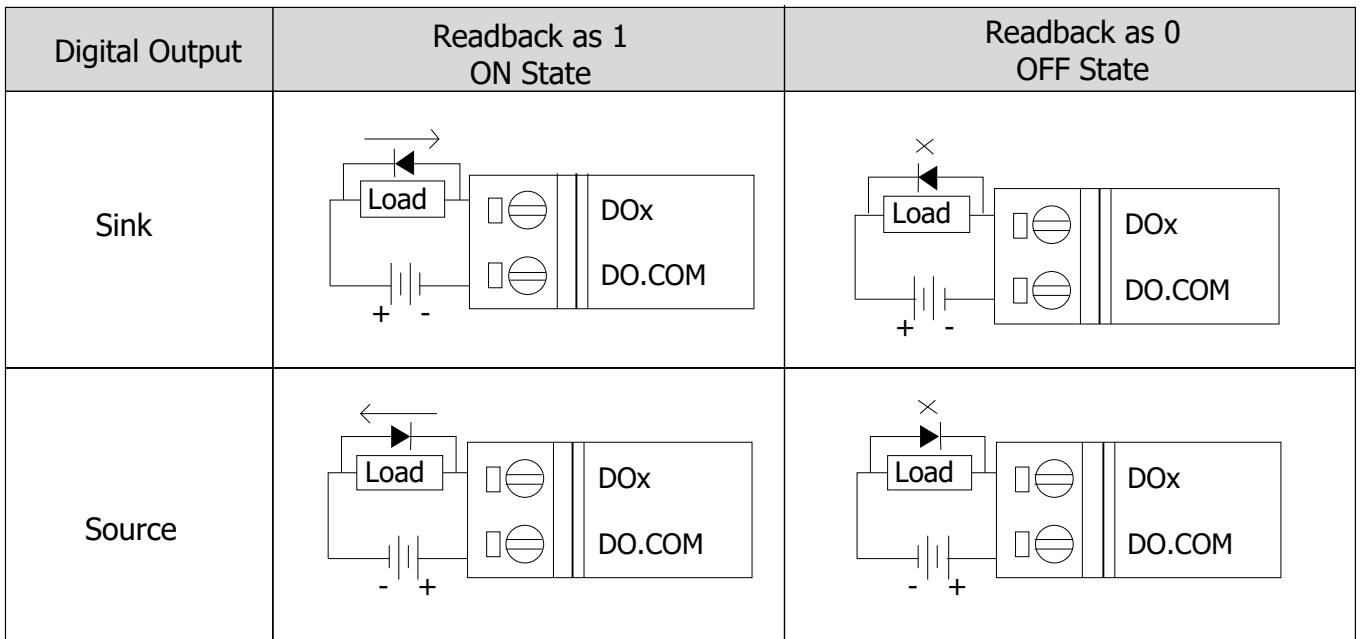 Digital Output
Readback as 1
ON State
Readback as 0
OFF State
Sink
Load
DOx
DO.COM
+ -
Load
DOx
DO.COM
+ -
Source
Load
DOx
DO.COM
- +
Load
DOx
DO.COM
- +